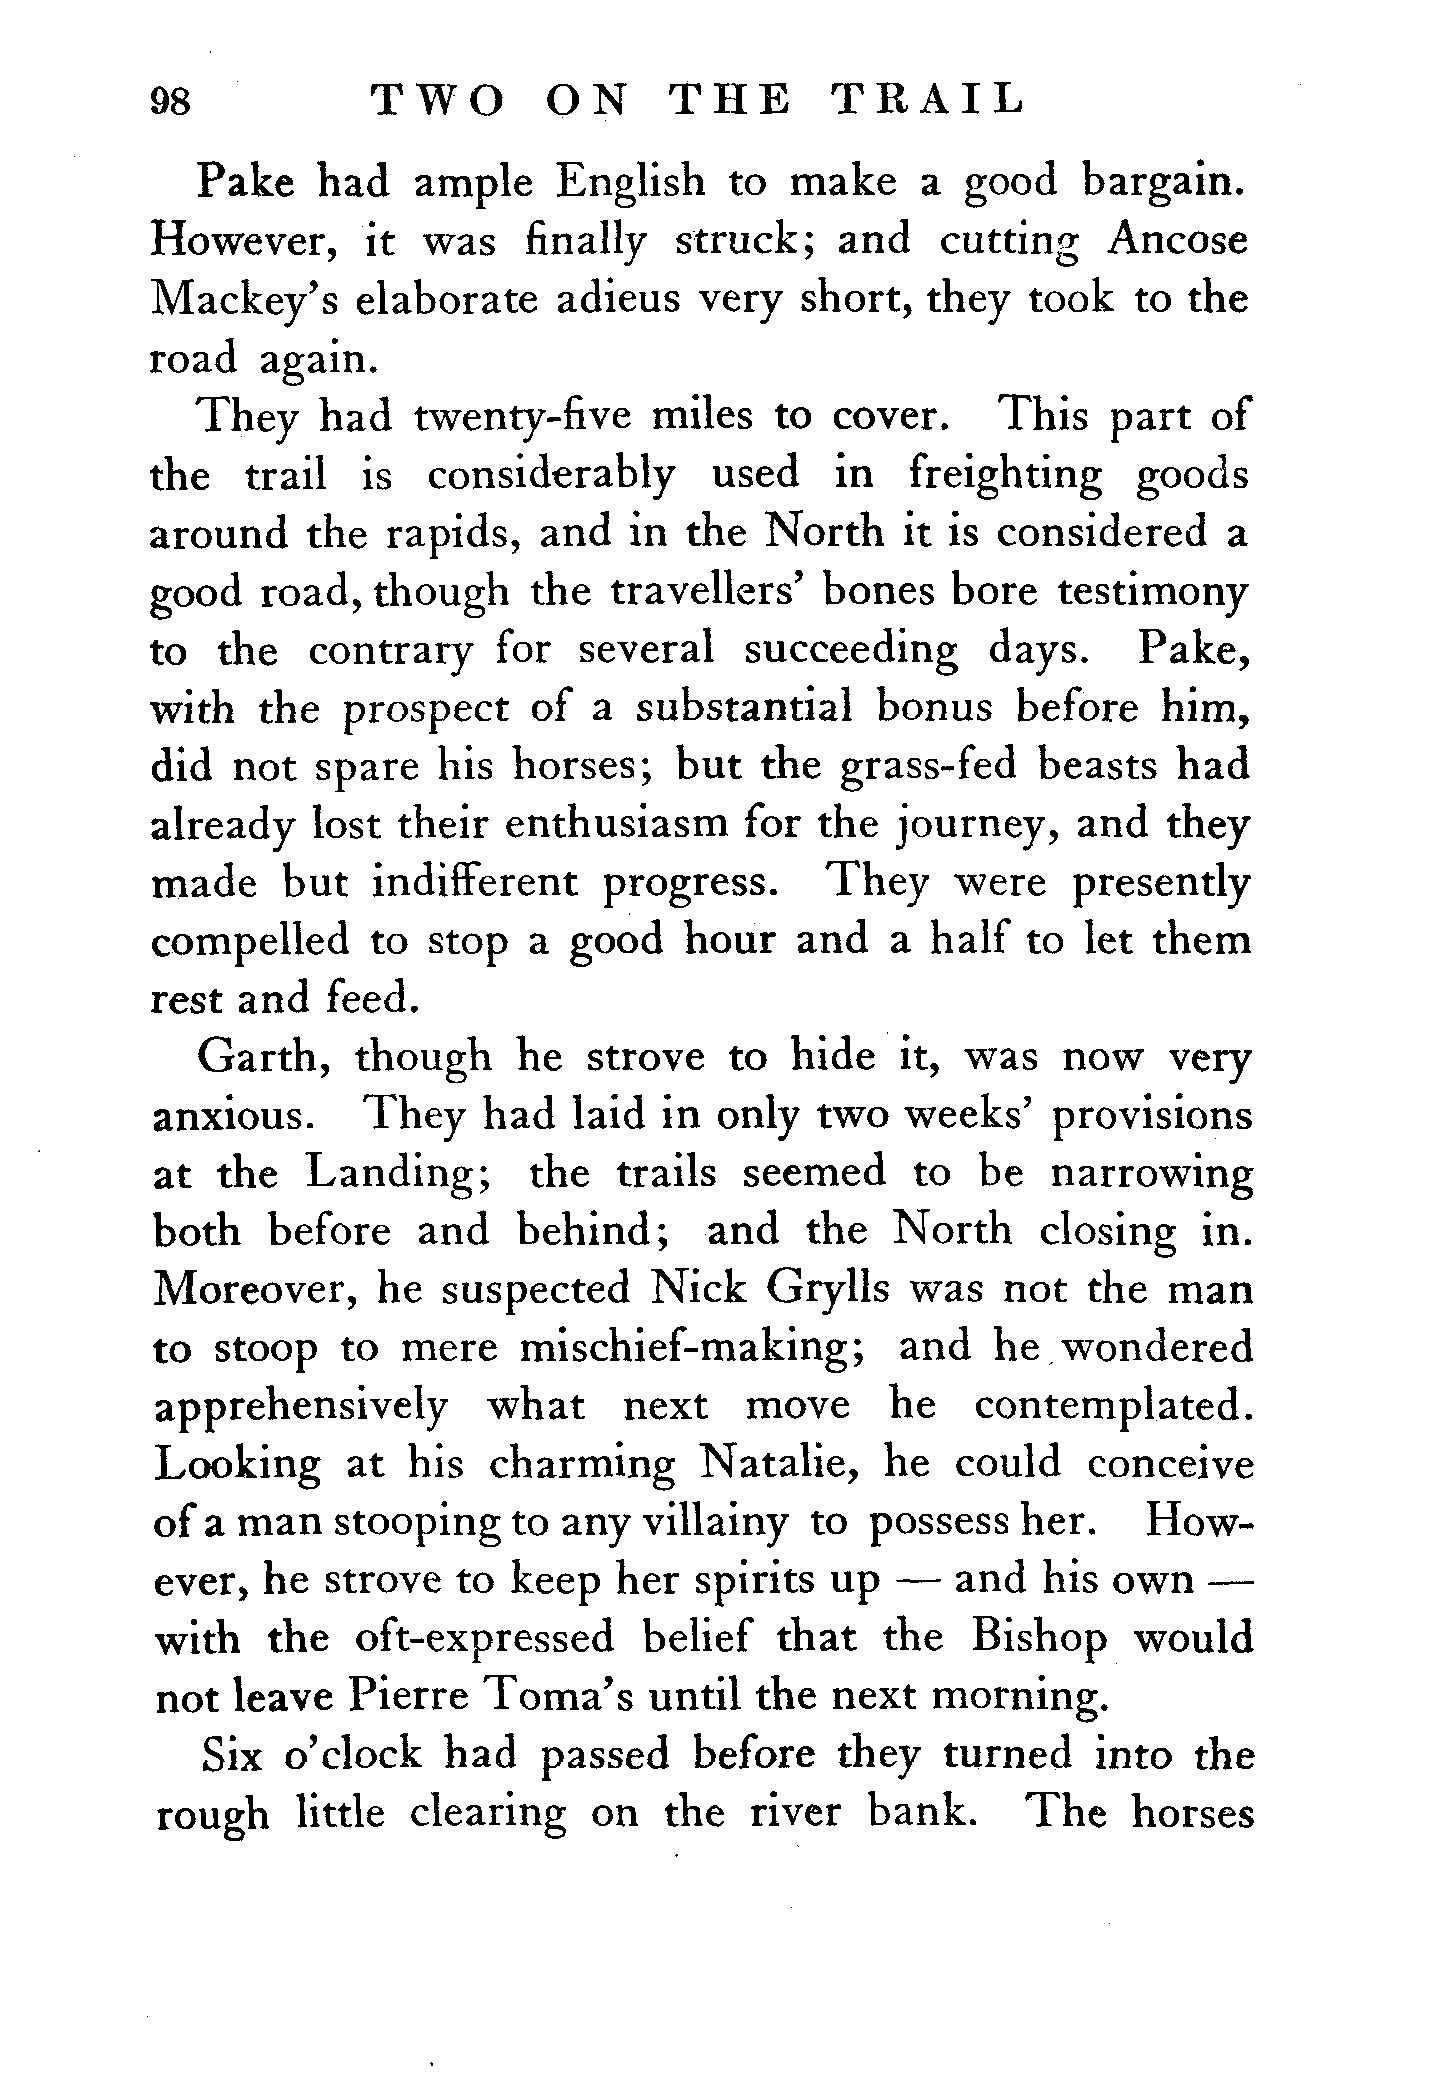 98 TWO ON THE TRAIL
Pake had ample English to make a good bargain.
However, it was finally struck; and cutting Ancose
Mackey's elaborate adieus very short, they took to the
road again.
They had twenty-five miles to cover. This part of
the trail is considerably used in freighting goods
around the rapids, and in the North it is considered a
good road, though the travellers' bones bore testimony
to the contrary for several succeeding days. Pake,
with the prospect of a substantial bonus before him,
did not spare his horses; but the grass-fed beasts had
already lost their enthusiasm for the journey, and they
made but indifferent progress. They were presently
compelled to stop a good hour and a half to let them
rest and feed.
Garth, though he strove to hide it, was now very
anxious. They had laid in only two weeks' provisions
at the Landing; the trails seemed to be narrowing
both before and behind; and the North closing in.
Moreover, he suspected Nick Grylls was not the man
to stoop to mere mischief-making; and he wondered
apprehensively what next move he contemplated.
Looking at his charming Natalie, he could conceive
of a man stooping to any villainy to possess her. How-
ever, he strove to keep her spirits up — and his own —
with the oft-expressed belief that the Bishop would
not leave Pierre Toma's until the next morning.
Six o'clock had passed before they turned into the
rough little clearing on the river bank. The horses